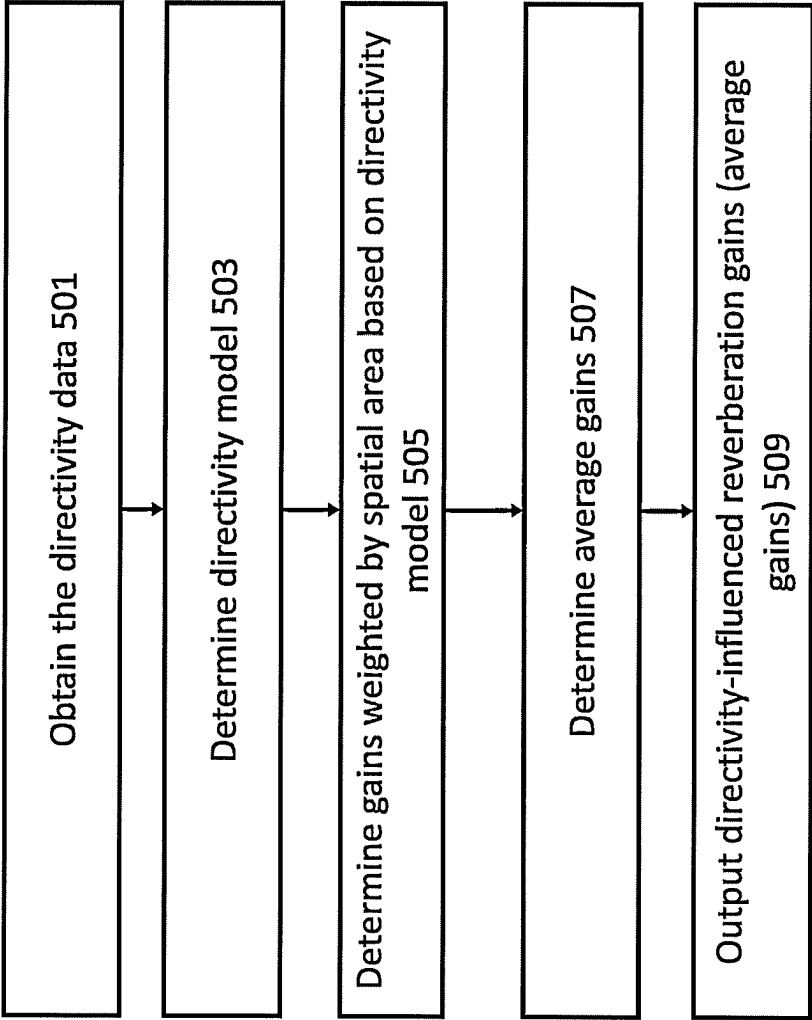 Obtain the directivity data 501
Determine directivity model 503
Determine gains weighted by spatial area based on directivity
model 505
Determine average gains 507
Output directivity-influenced reverberation gains (average
gains) 509